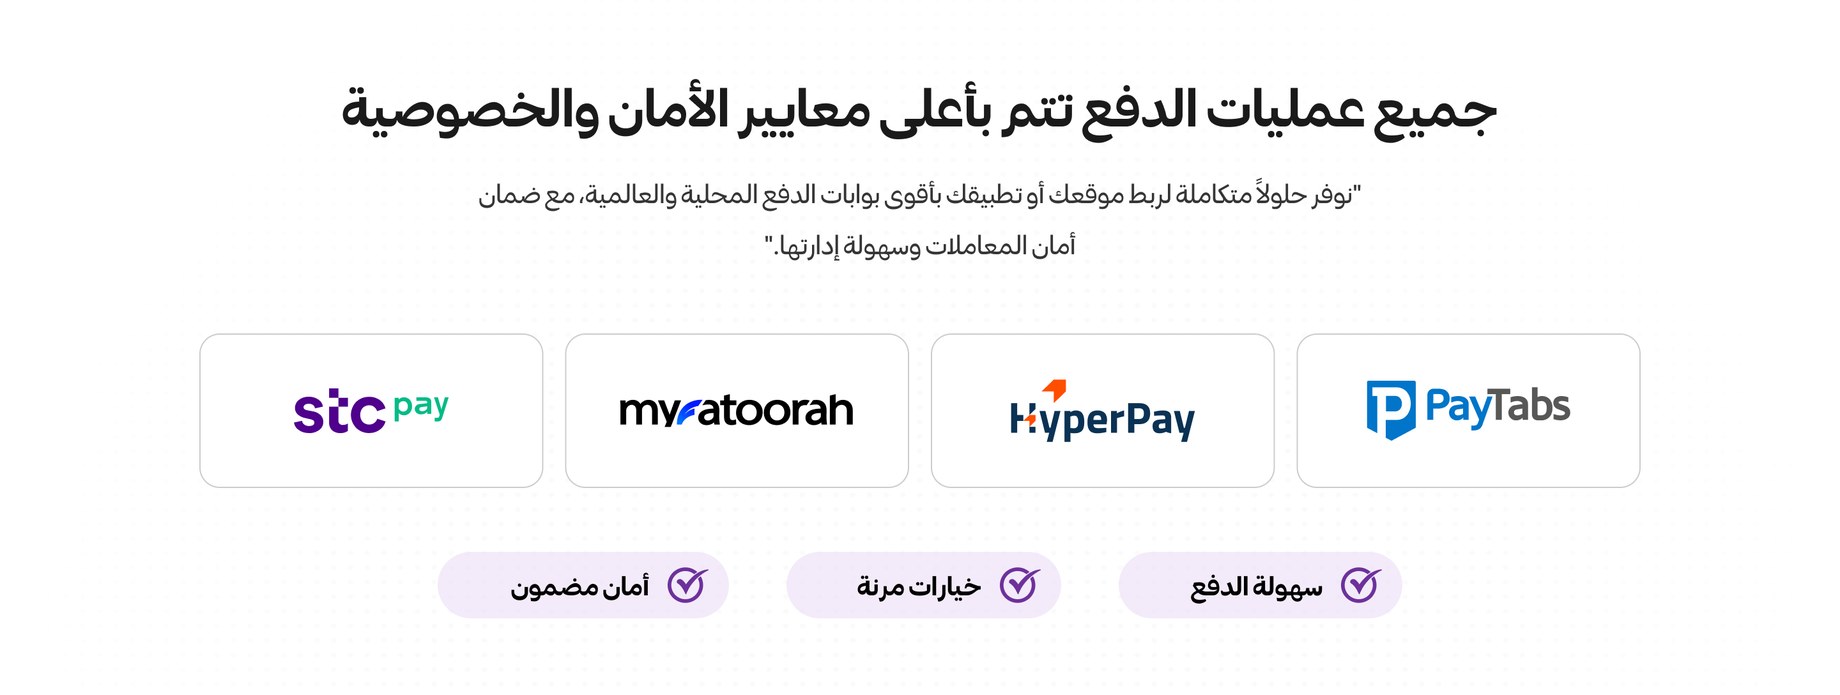 جميع عمليات الدفع تتم بأعلى معايير الأمان والخصوصية
"نوفر حلولاً متكاملة لربط موقعك أو تطبيقك بأقوى بوابات الدفع المحلية والعالمية، مع ضمان
أمان المعاملات وسهولة إدارتها."
PayTabs
HyperPay
myfatoorah
stc pay
سهولة الدفع
خيارات مرنة
أمان مضمون